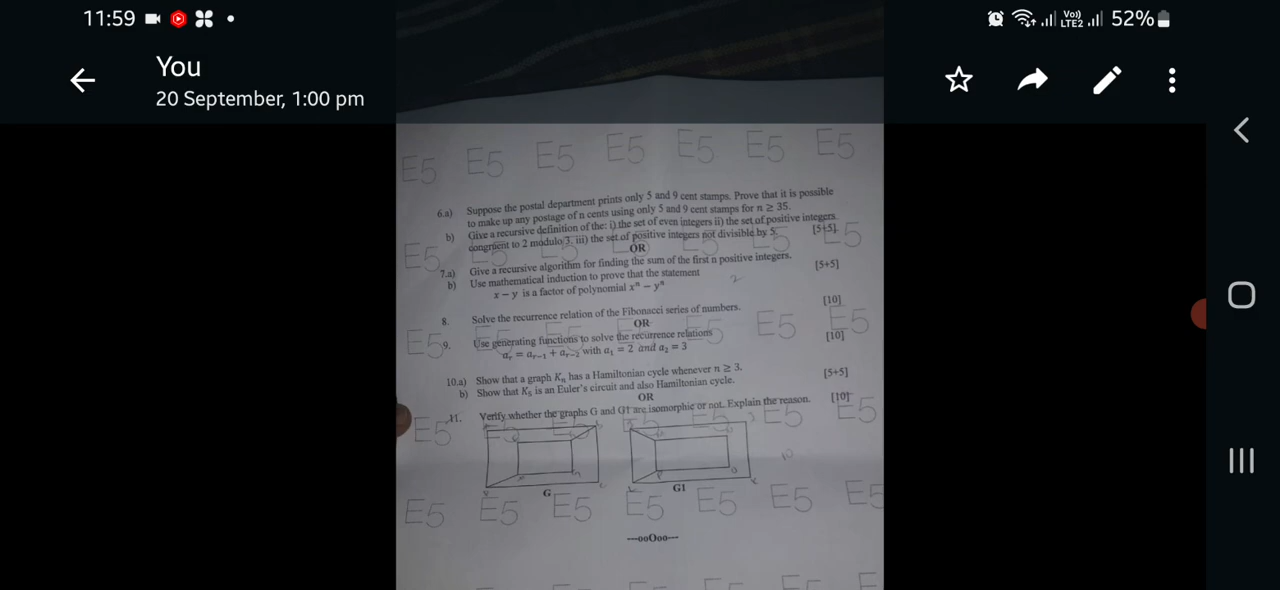 11:59
Vo)) LTE2
52%
You
20 September, 1:00 pm
E5 E5 E5 E5 E5 E5 E5
6.a) Suppose the postal department prints only 5 and 9 cent stamps. Prove that it is possible
to make up any postage of n cents using only 5 and 9 cent stamps for n ≥ 35.
b) Give a recursive definition of the: i) the set of even integers ii) the set of positive integers
congruent to 2 modulo 3, iii) the set of positive integers not divisible by 5. [5+5]
OR
7.a) Give a recursive algorithm for finding the sum of the first n positive integers. [5+5]
b) Use mathematical induction to prove that the statement
x − y is a factor of polynomial xⁿ − yⁿ
8. Solve the recurrence relation of the Fibonacci series of numbers. [10]
OR
9. Use generating functions to solve the recurrence relations [10]
aᵣ = aᵣ₋₁ + aᵣ₋₂ with a₁ = 2 and a₂ = 3
10.a) Show that a graph Kₙ has a Hamiltonian cycle whenever n ≥ 3. [5+5]
b) Show that K₅ is an Euler's circuit and also Hamiltonian cycle.
OR
11. Verify whether the graphs G and G1 are isomorphic or not. Explain the reason. [10]
G G1
E5 E5 E5 E5 E5 E5 E5
---ooOoo---